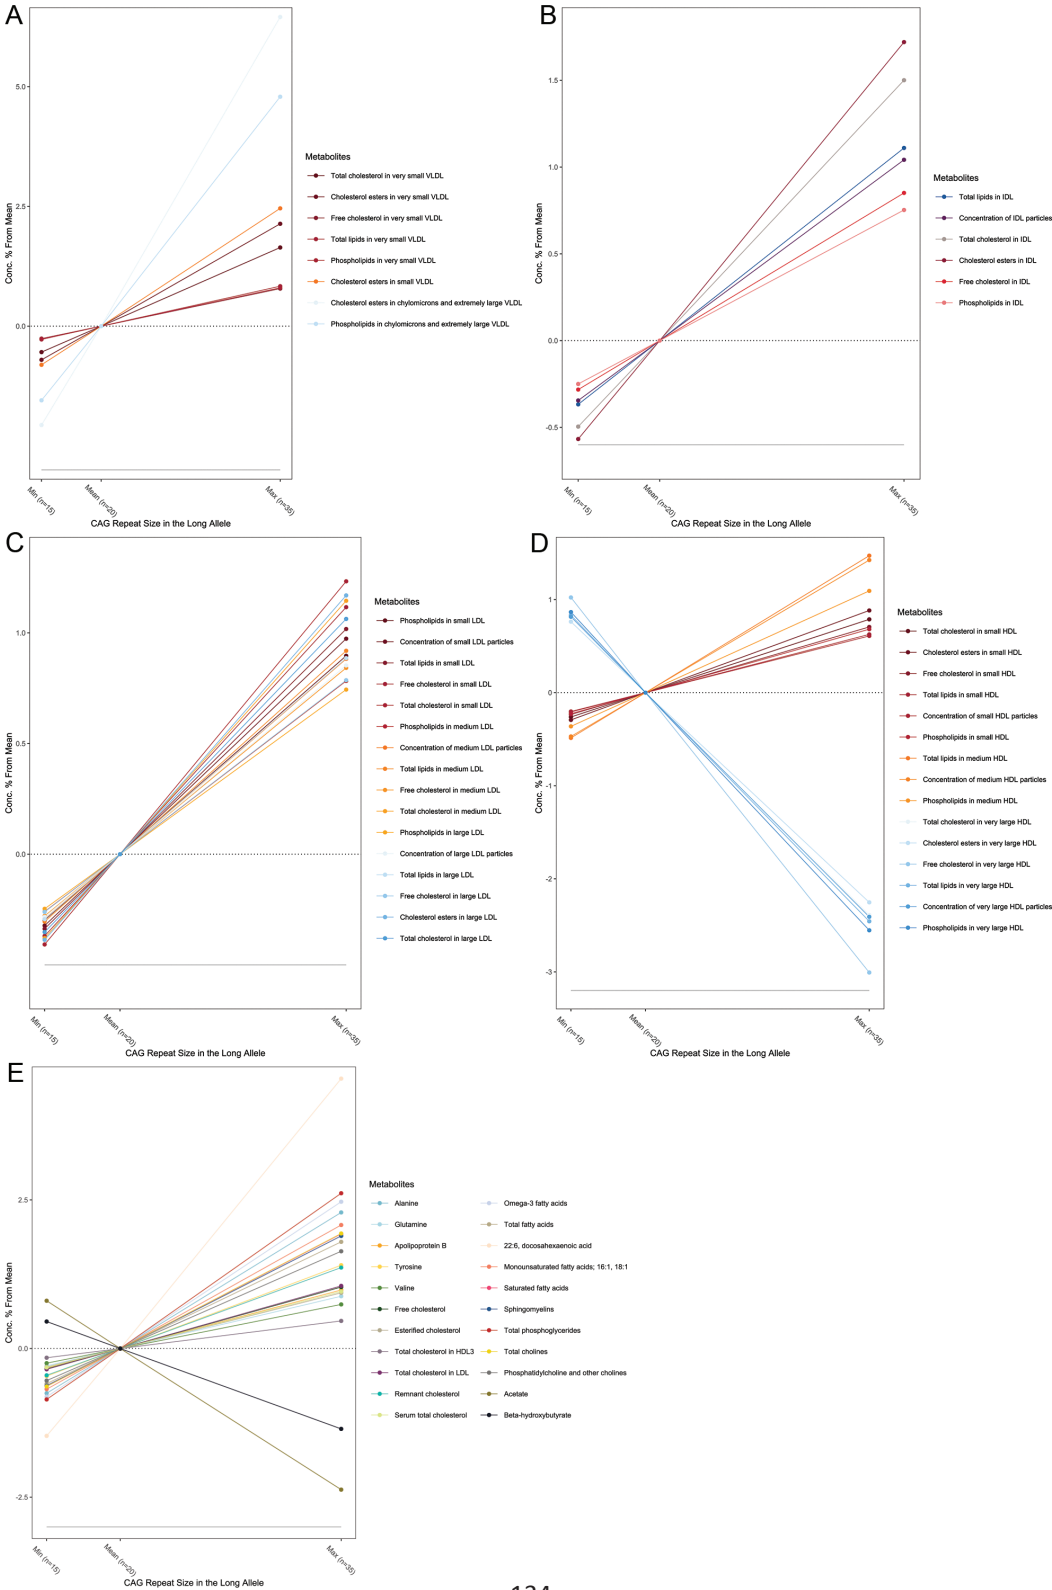 A
Conc. % From Mean
5.0
2.5
0.0
Min (n=15)
Mean (n=20)
Max (n=35)
CAG Repeat Size in the Long Allele
Metabolites
Total cholesterol in very small VLDL
Cholesterol esters in very small VLDL
Free cholesterol in very small VLDL
Total lipids in very small VLDL
Phospholipids in very small VLDL
Cholesterol esters in small VLDL
Cholesterol esters in chylomicrons and extremely large VLDL
Phospholipids in chylomicrons and extremely large VLDL
B
Conc. % From Mean
1.5
1.0
0.5
0.0
-0.5
Min (n=15)
Mean (n=20)
Max (n=35)
CAG Repeat Size in the Long Allele
Metabolites
Total lipids in IDL
Concentration of IDL particles
Total cholesterol in IDL
Cholesterol esters in IDL
Free cholesterol in IDL
Phospholipids in IDL
C
Conc. % From Mean
1.0
0.5
0.0
Min (n=15)
Mean (n=20)
Max (n=35)
CAG Repeat Size in the Long Allele
Metabolites
Phospholipids in small LDL
Concentration of small LDL particles
Total lipids in small LDL
Free cholesterol in small LDL
Total cholesterol in small LDL
Phospholipids in medium LDL
Concentration of medium LDL particles
Total lipids in medium LDL
Free cholesterol in medium LDL
Total cholesterol in medium LDL
Phospholipids in large LDL
Concentration of large LDL particles
Total lipids in large LDL
Free cholesterol in large LDL
Cholesterol esters in large LDL
Total cholesterol in large LDL
D
Conc. % From Mean
1
0
-1
-2
-3
Min (n=15)
Mean (n=20)
Max (n=35)
CAG Repeat Size in the Long Allele
Metabolites
Total cholesterol in small HDL
Cholesterol esters in small HDL
Free cholesterol in small HDL
Total lipids in small HDL
Concentration of small HDL particles
Phospholipids in small HDL
Total lipids in medium HDL
Concentration of medium HDL particles
Phospholipids in medium HDL
Total cholesterol in very large HDL
Cholesterol esters in very large HDL
Free cholesterol in very large HDL
Total lipids in very large HDL
Concentration of very large HDL particles
Phospholipids in very large HDL
E
Conc. % From Mean
2.5
0.0
-2.5
Min (n=15)
Mean (n=20)
Max (n=35)
CAG Repeat Size in the Long Allele
Metabolites
Alanine
Glutamine
Apolipoprotein B
Tyrosine
Valine
Free cholesterol
Esterified cholesterol
Total cholesterol in HDL3
Total cholesterol in LDL
Remnant cholesterol
Serum total cholesterol
Omega-3 fatty acids
Total fatty acids
22:6, docosahexaenoic acid
Monounsaturated fatty acids; 16:1, 18:1
Saturated fatty acids
Sphingomyelins
Total phosphoglycerides
Total cholines
Phosphatidylcholine and other cholines
Acetate
Beta-hydroxybutyrate